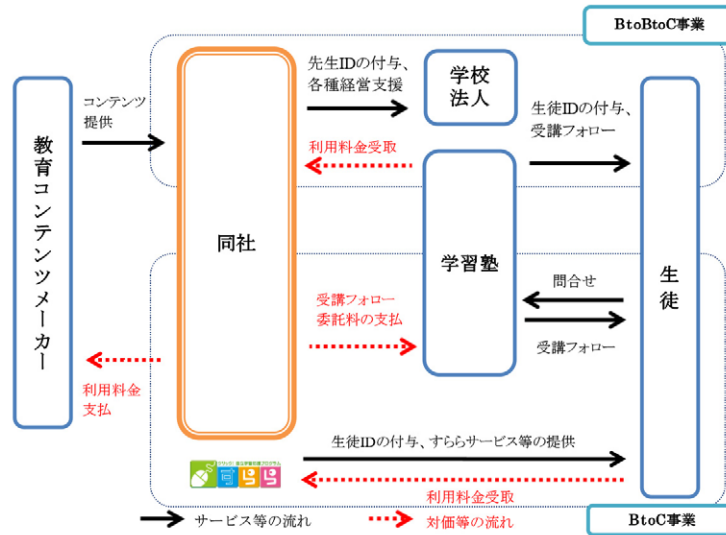 BtoBtoC事業
教育コンテンツメーカー
コンテンツ
提供
同社
先生IDの付与、
各種経営支援
学校
法人
生徒IDの付与、
受講フォロー
利用料金受取
学習塾
生徒
問合せ
受講フォロー
受講フォロー
委託料の支払
利用料金
支払
生徒IDの付与、すららサービス等の提供
すらら
利用料金受取
サービス等の流れ
対価等の流れ
BtoC事業